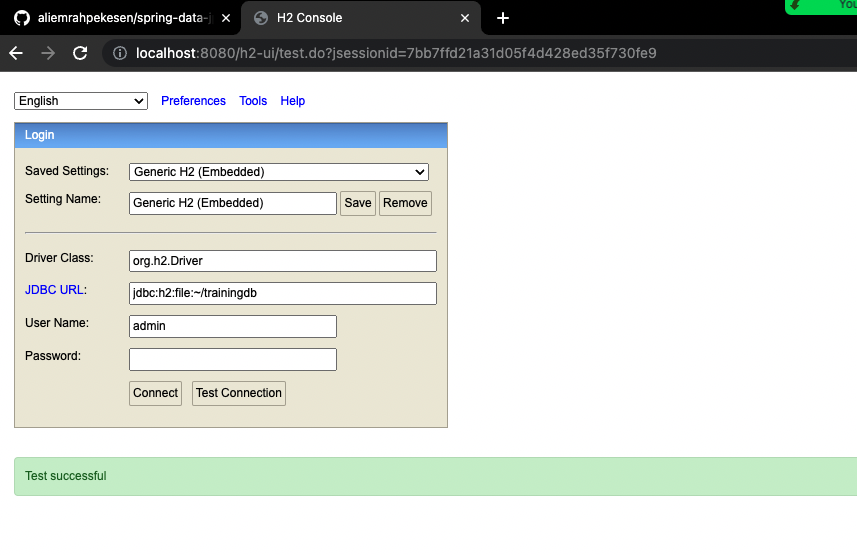 aliemrahpekesen/spring-data-j
H2 Console
You
localhost:8080/h2-ui/test.do?jsessionid=7bb7ffd21a31d05f4d428ed35f730fe9
English Preferences Tools Help
Login
Saved Settings: Generic H2 (Embedded)
Setting Name: Generic H2 (Embedded) Save Remove
Driver Class: org.h2.Driver
JDBC URL: jdbc:h2:file:~/trainingdb
User Name: admin
Password:
Connect Test Connection
Test successful